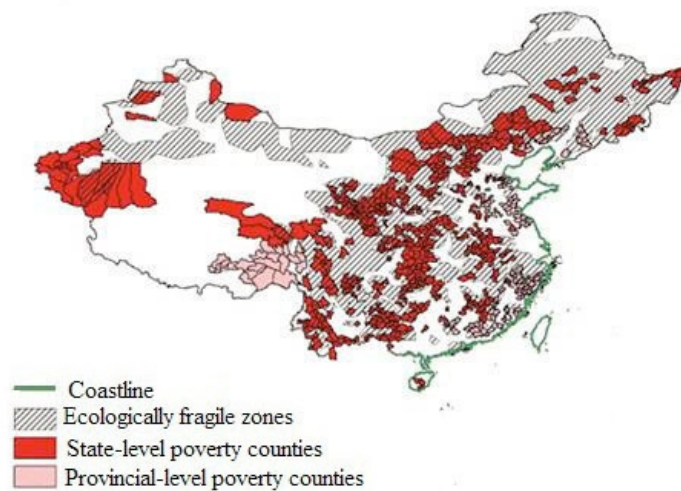 Coastline
Ecologically fragile zones
State-level poverty counties
Provincial-level poverty counties